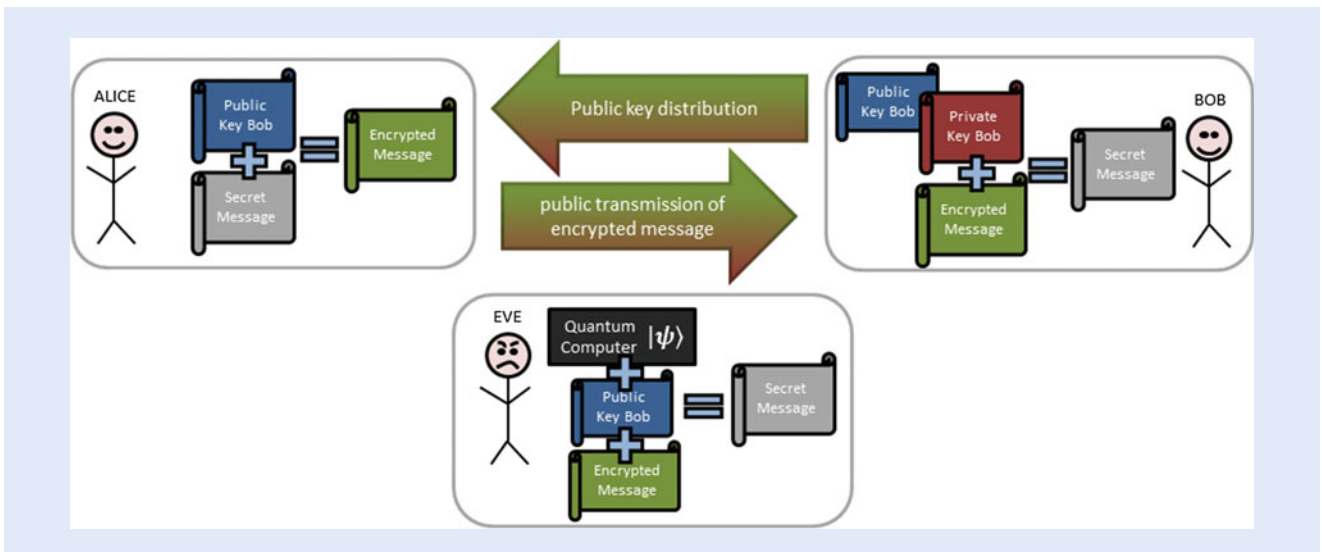 ALICE
Public
Key Bob
Secret
Message
Encrypted
Message
Public key distribution
public transmission of
encrypted message
Public
Key Bob
Private
Key Bob
Encrypted
Message
Secret
Message
BOB
EVE
Quantum
Computer |ψ⟩
Public
Key Bob
Encrypted
Message
Secret
Message